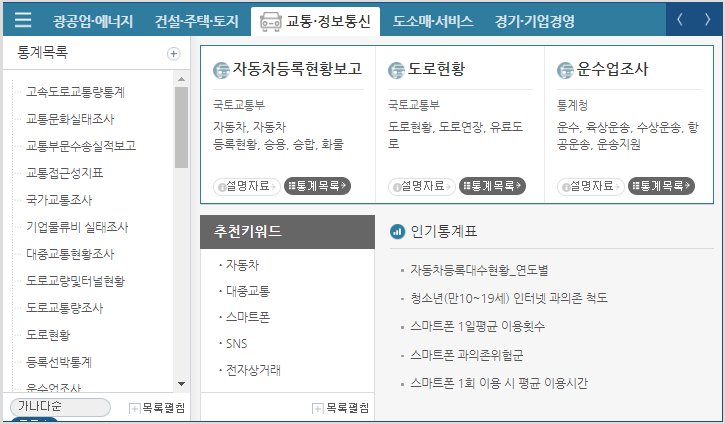 광공업·에너지 건설·주택·토지 교통·정보통신 도소매·서비스 경기·기업경영
통계목록
고속도로교통량통계
교통문화실태조사
교통부문수송실적보고
교통접근성지표
국가교통조사
기업물류비 실태조사
대중교통현황조사
도로교량및터널현황
도로교통량조사
도로현황
등록선박통계
운수업조사
가나다순
목록펼침
자동차등록현황보고
국토교통부
자동차, 자동차
등록현황, 승용, 승합, 화물
설명자료 통계목록
도로현황
국토교통부
도로현황, 도로연장, 유료도
로
설명자료 통계목록
운수업조사
통계청
운수, 육상운송, 수상운송, 항
공운송, 운송지원
설명자료 통계목록
추천키워드
· 자동차
· 대중교통
· 스마트폰
· SNS
· 전자상거래
목록펼침
인기통계표
• 자동차등록대수현황_연도별
• 청소년(만10~19세) 인터넷 과의존 척도
• 스마트폰 1일평균 이용횟수
• 스마트폰 과의존위험군
• 스마트폰 1회 이용 시 평균 이용시간